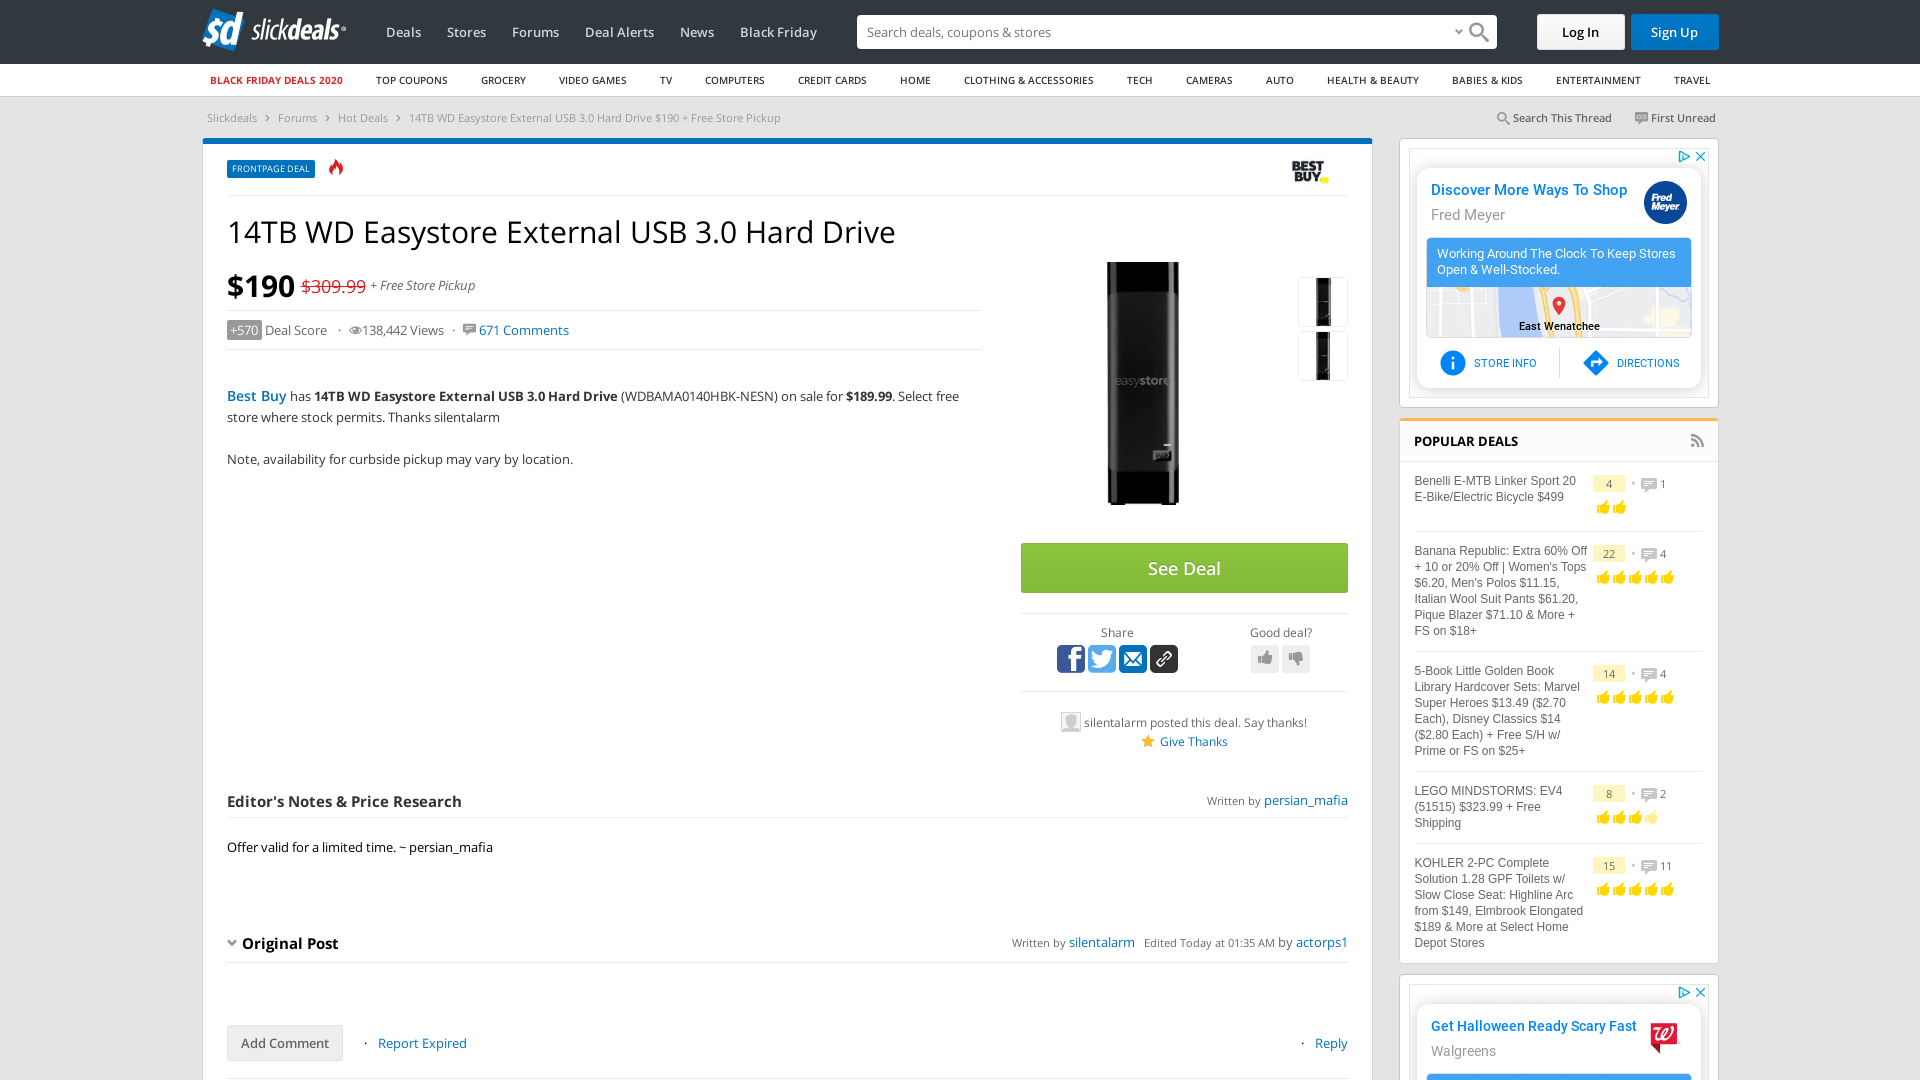 sd slickdeals
Deals
Stores
Forums
Deal Alerts
News
Black Friday
Search deals, coupons & stores
Log In
Sign Up
BLACK FRIDAY DEALS 2020
TOP COUPONS
GROCERY
VIDEO GAMES
TV
COMPUTERS
CREDIT CARDS
HOME
CLOTHING & ACCESSORIES
TECH
CAMERAS
AUTO
HEALTH & BEAUTY
BABIES & KIDS
ENTERTAINMENT
TRAVEL
Slickdeals › Forums › Hot Deals › 14TB WD Easystore External USB 3.0 Hard Drive $190 + Free Store Pickup
Search This Thread
First Unread
FRONTPAGE DEAL
BEST BUY
14TB WD Easystore External USB 3.0 Hard Drive
$190 $309.99 + Free Store Pickup
+570 Deal Score · 138,442 Views · 671 Comments
Best Buy has 14TB WD Easystore External USB 3.0 Hard Drive (WDBAMA0140HBK-NESN) on sale for $189.99. Select free
store where stock permits. Thanks silentalarm
Note, availability for curbside pickup may vary by location.
easystore
See Deal
Share
Good deal?
silentalarm posted this deal. Say thanks!
Give Thanks
Editor's Notes & Price Research
Written by persian_mafia
Offer valid for a limited time. ~ persian_mafia
Original Post
Written by silentalarm Edited Today at 01:35 AM by actorps1
Add Comment
· Report Expired
· Reply
Discover More Ways To Shop
Fred Meyer
Fred Meyer
Working Around The Clock To Keep Stores
Open & Well-Stocked.
East Wenatchee
STORE INFO
DIRECTIONS
POPULAR DEALS
Benelli E-MTB Linker Sport 20
E-Bike/Electric Bicycle $499
4 • 1
Banana Republic: Extra 60% Off
+ 10 or 20% Off | Women's Tops
$6.20, Men's Polos $11.15,
Italian Wool Suit Pants $61.20,
Pique Blazer $71.10 & More +
FS on $18+
22 • 4
5-Book Little Golden Book
Library Hardcover Sets: Marvel
Super Heroes $13.49 ($2.70
Each), Disney Classics $14
($2.80 Each) + Free S/H w/
Prime or FS on $25+
14 • 4
LEGO MINDSTORMS: EV4
(51515) $323.99 + Free
Shipping
8 • 2
KOHLER 2-PC Complete
Solution 1.28 GPF Toilets w/
Slow Close Seat: Highline Arc
from $149, Elmbrook Elongated
$189 & More at Select Home
Depot Stores
15 • 11
Get Halloween Ready Scary Fast
Walgreens